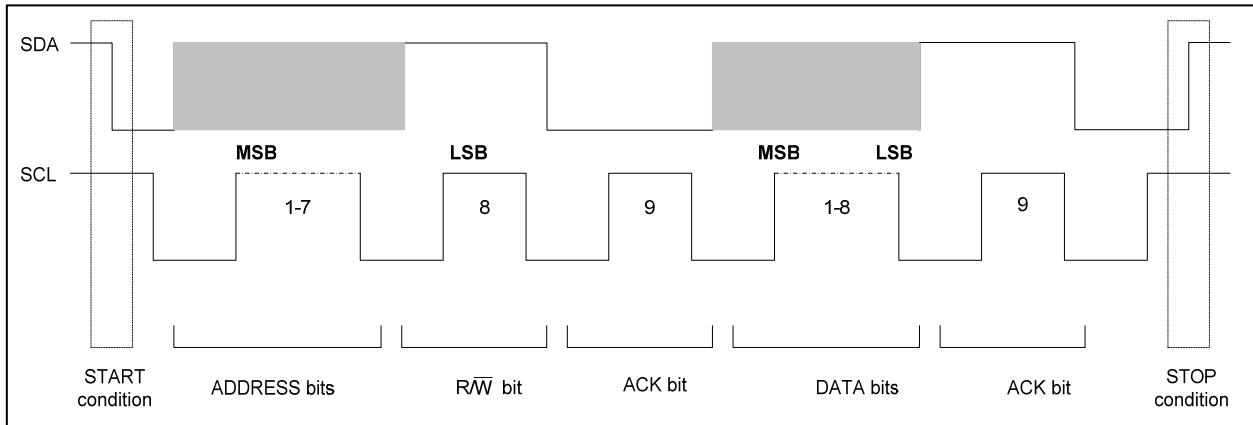 SDA
MSB
LSB
MSB
LSB
SCL
1-7
8
9
1-8
9
START
condition
ADDRESS bits
R/W̅ bit
ACK bit
DATA bits
ACK bit
STOP
condition